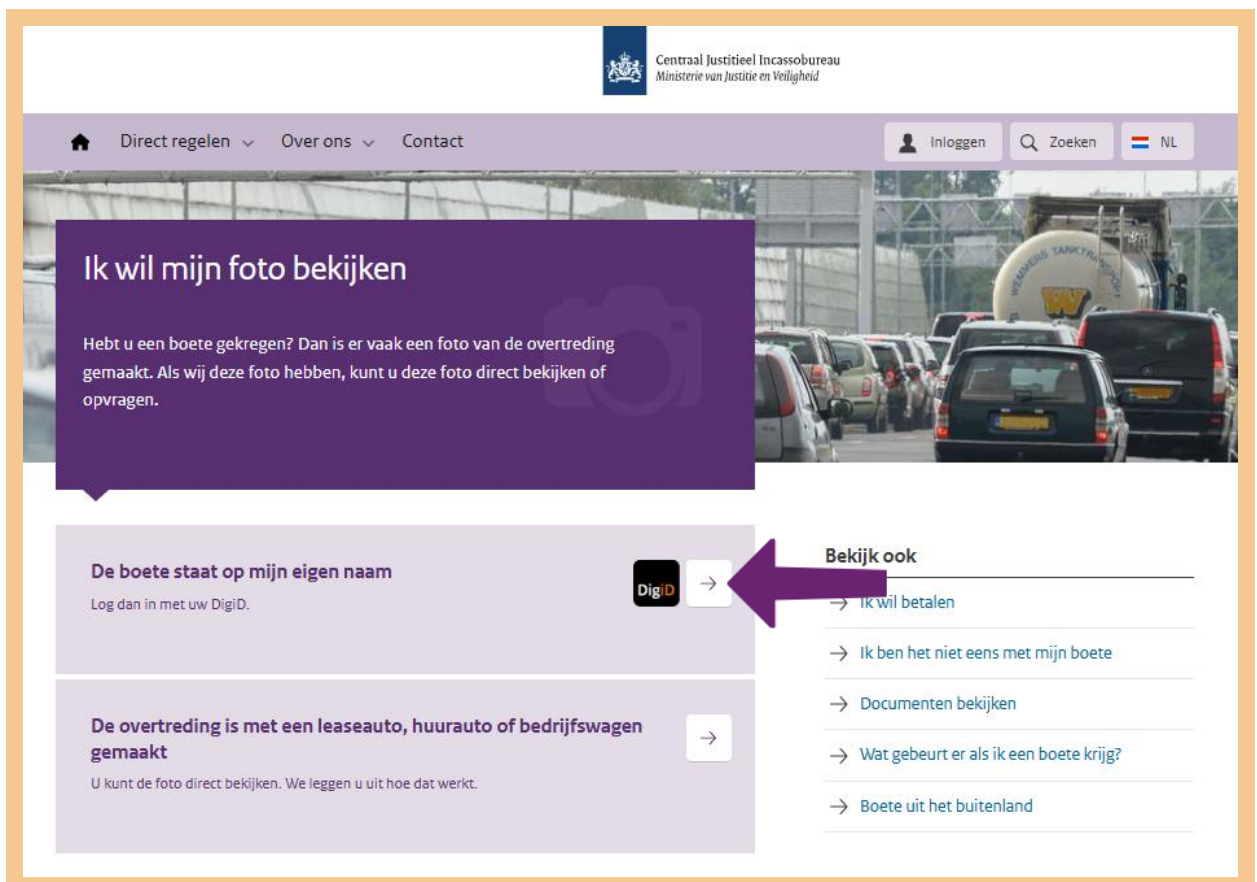 Centraal Justitieel Incassobureau
Ministerie van Justitie en Veiligheid
Direct regelen
Over ons
Contact
Inloggen
Zoeken
NL
Ik wil mijn foto bekijken
Hebt u een boete gekregen? Dan is er vaak een foto van de overtreding
gemaakt. Als wij deze foto hebben, kunt u deze foto direct bekijken of
opvragen.
WEMMERS TANKTRANSPORT
W
De boete staat op mijn eigen naam
Log dan in met uw DigiD.
DigiD
De overtreding is met een leaseauto, huurauto of bedrijfswagen
gemaakt
U kunt de foto direct bekijken. We leggen u uit hoe dat werkt.
Bekijk ook
Ik wil betalen
Ik ben het niet eens met mijn boete
Documenten bekijken
Wat gebeurt er als ik een boete krijg?
Boete uit het buitenland